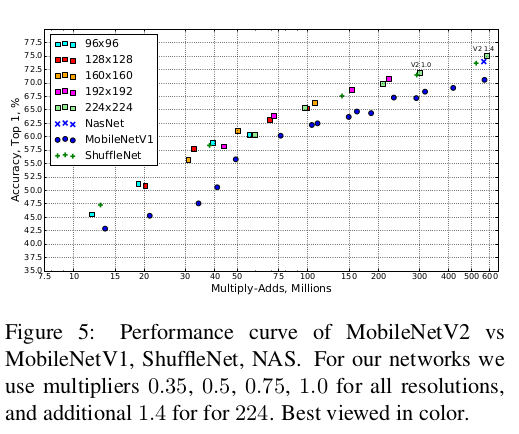 V2 1.4
77.5
75.0
72.5
70.0
67.5
65.0
62.5
60.0
57.5
55.0
52.5
50.0
47.5
45.0
42.5
40.0
37.5
35.0
Accuracy, Top 1, %
96x96
128x128
160x160
192x192
224x224
NasNet
MobileNetV1
ShuffleNet
V2 1.0
7.5 10 15 20 30 40 50 75 100 150 200 300 400 500 600
Multiply-Adds, Millions
Figure 5: Performance curve of MobileNetV2 vs
MobileNetV1, ShuffleNet, NAS. For our networks we
use multipliers 0.35, 0.5, 0.75, 1.0 for all resolutions,
and additional 1.4 for for 224. Best viewed in color.